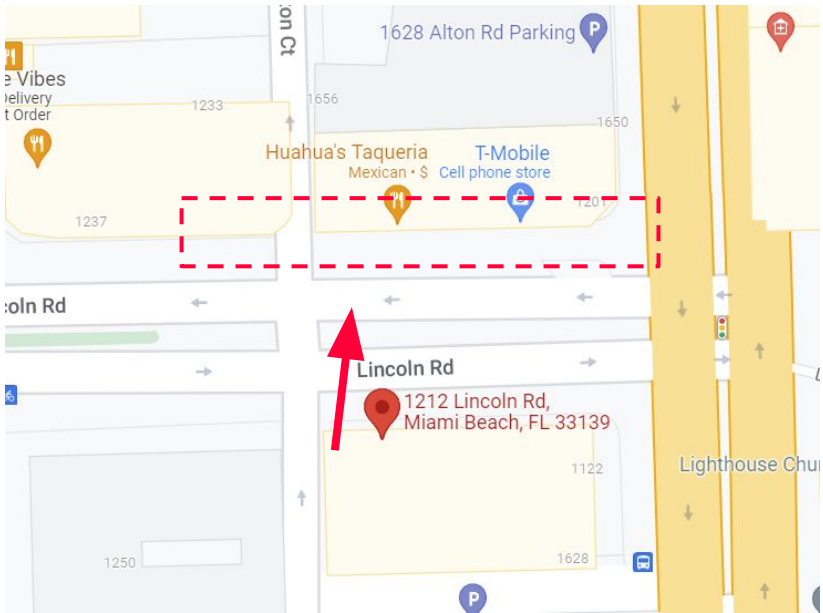 on Ct
1628 Alton Rd Parking
P
e Vibes
Delivery
t Order
1233
1656
1650
Huahua's Taqueria
Mexican • $
T-Mobile
Cell phone store
1201
1237
coln Rd
Lincoln Rd
1212 Lincoln Rd,
Miami Beach, FL 33139
1122
Lighthouse Chu
1250
1628
P